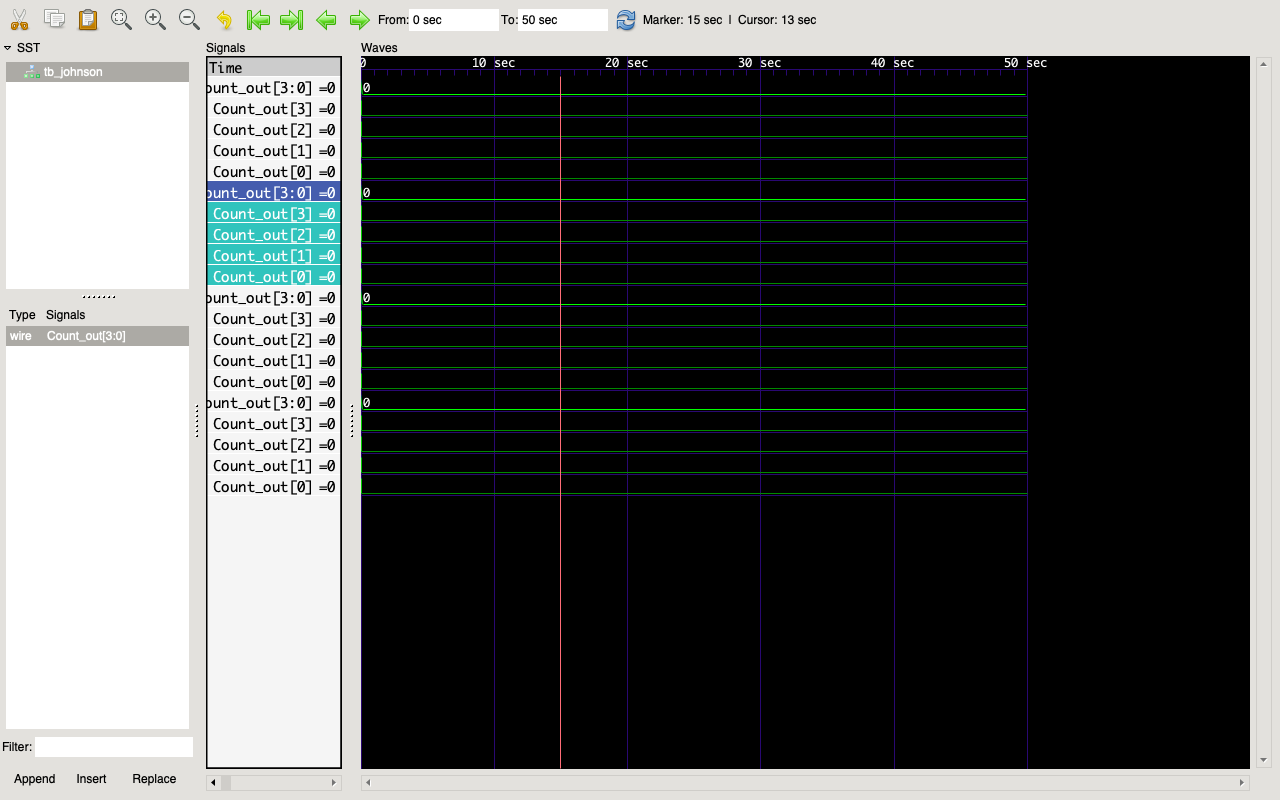 From: 0 sec To: 50 sec Marker: 15 sec | Cursor: 13 sec
SST
tb_johnson
Type Signals
wire Count_out[3:0]
Filter:
Append Insert Replace
Signals
Time
ount_out[3:0] =0
Count_out[3] =0
Count_out[2] =0
Count_out[1] =0
Count_out[0] =0
ount_out[3:0] =0
Count_out[3] =0
Count_out[2] =0
Count_out[1] =0
Count_out[0] =0
ount_out[3:0] =0
Count_out[3] =0
Count_out[2] =0
Count_out[1] =0
Count_out[0] =0
ount_out[3:0] =0
Count_out[3] =0
Count_out[2] =0
Count_out[1] =0
Count_out[0] =0
Waves
0 10 sec 20 sec 30 sec 40 sec 50 sec
0
0
0
0